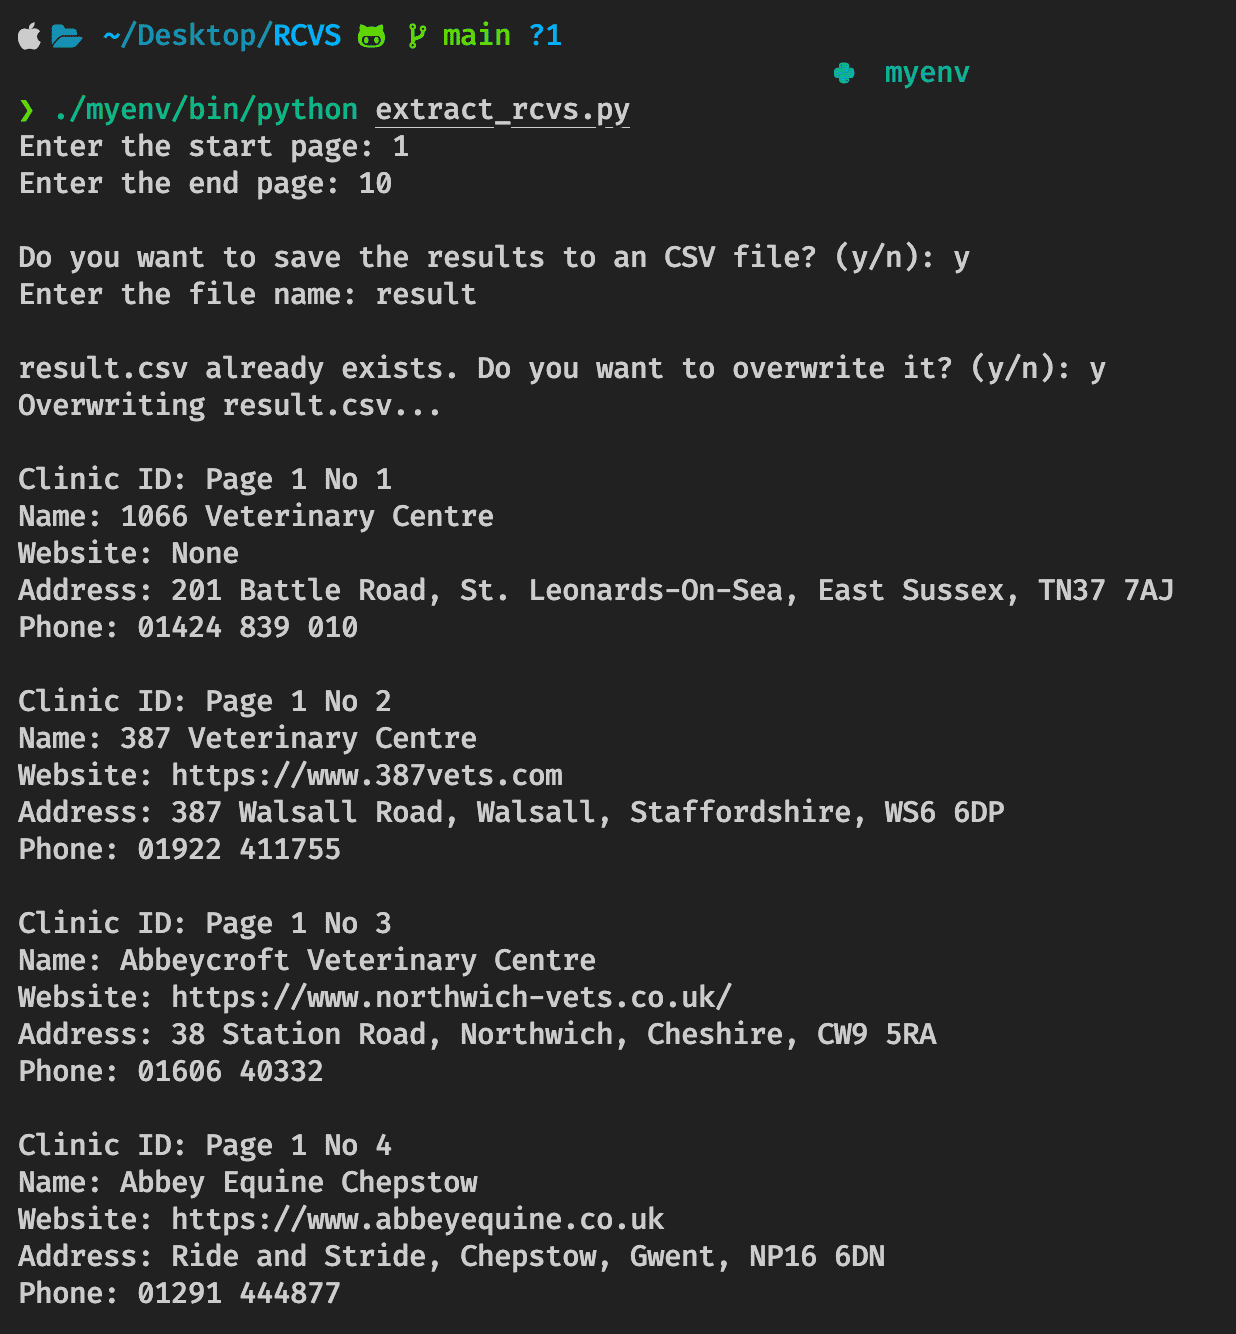 ~/Desktop/RCVS main ?1
myenv
❯ ./myenv/bin/python extract_rcvs.py
Enter the start page: 1
Enter the end page: 10
Do you want to save the results to an CSV file? (y/n): y
Enter the file name: result
result.csv already exists. Do you want to overwrite it? (y/n): y
Overwriting result.csv...
Clinic ID: Page 1 No 1
Name: 1066 Veterinary Centre
Website: None
Address: 201 Battle Road, St. Leonards-On-Sea, East Sussex, TN37 7AJ
Phone: 01424 839 010
Clinic ID: Page 1 No 2
Name: 387 Veterinary Centre
Website: https://www.387vets.com
Address: 387 Walsall Road, Walsall, Staffordshire, WS6 6DP
Phone: 01922 411755
Clinic ID: Page 1 No 3
Name: Abbeycroft Veterinary Centre
Website: https://www.northwich-vets.co.uk/
Address: 38 Station Road, Northwich, Cheshire, CW9 5RA
Phone: 01606 40332
Clinic ID: Page 1 No 4
Name: Abbey Equine Chepstow
Website: https://www.abbeyequine.co.uk
Address: Ride and Stride, Chepstow, Gwent, NP16 6DN
Phone: 01291 444877